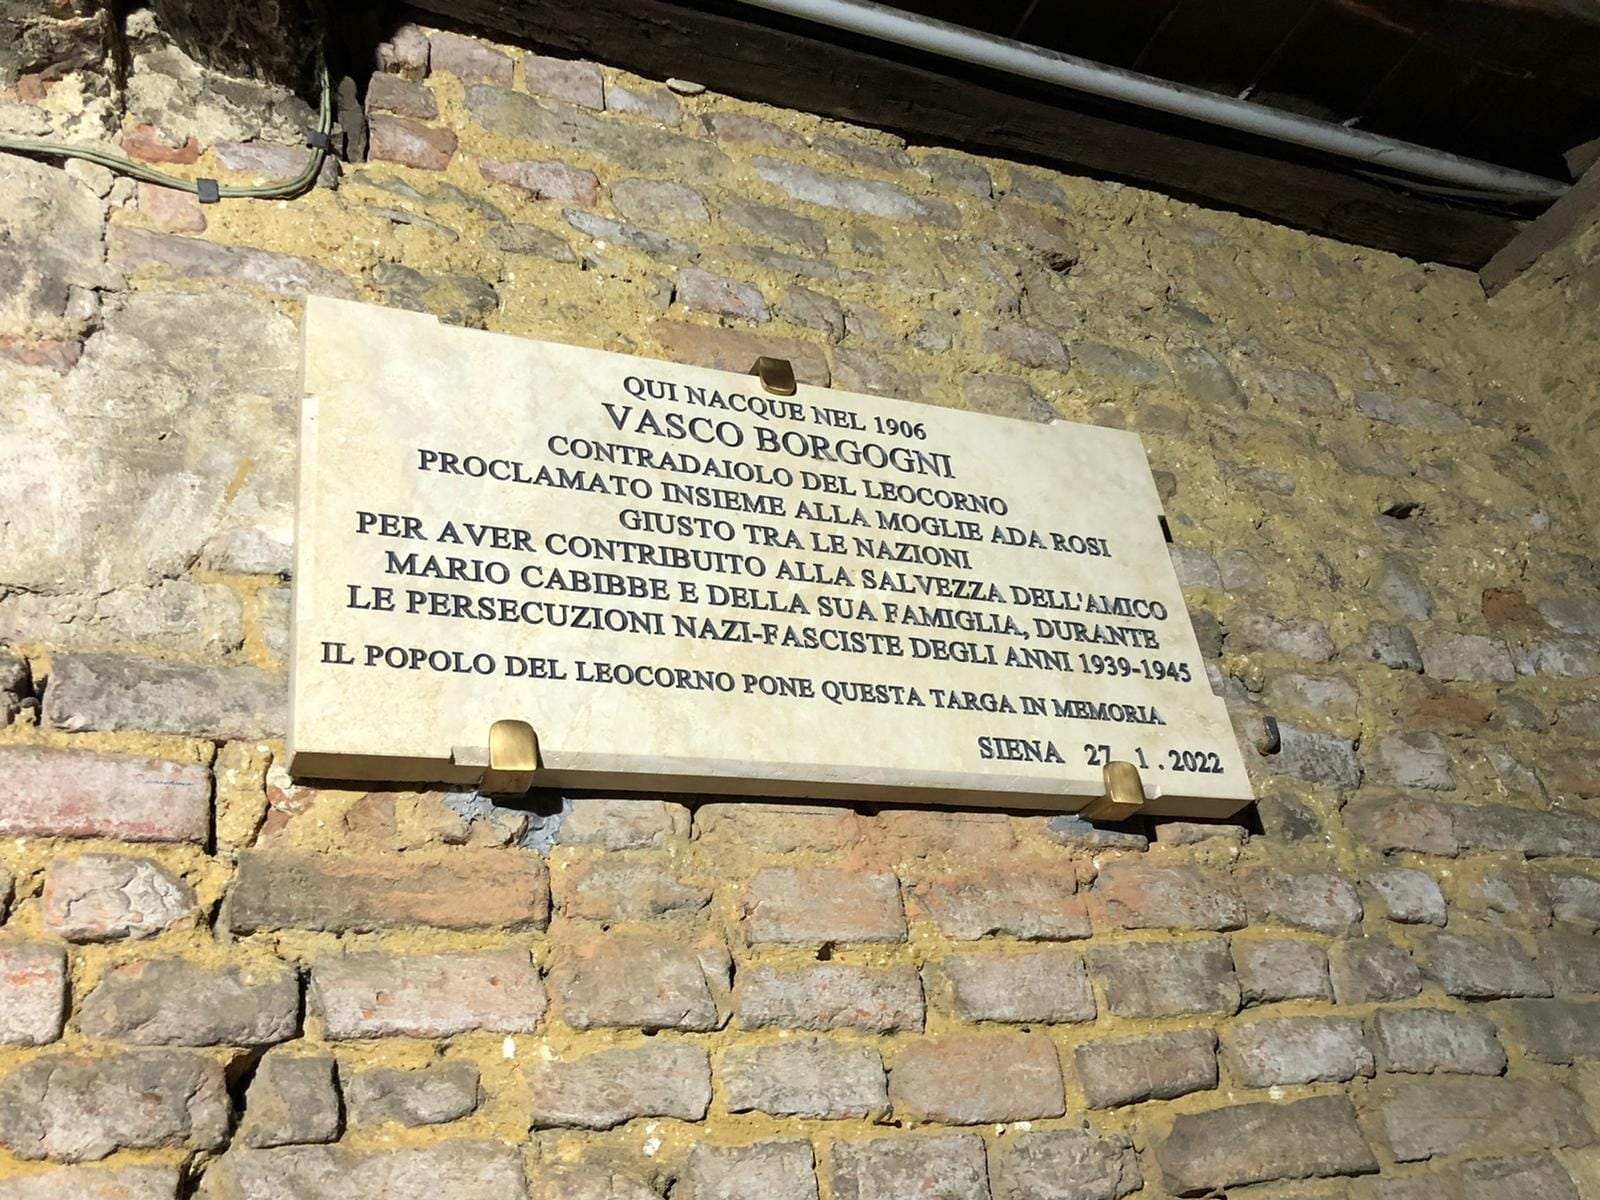 QUI NACQUE NEL 1906
VASCO BORGOGNI
CONTRADAIOLO DEL LEOCORNO
PROCLAMATO INSIEME ALLA MOGLIE ADA ROSI
GIUSTO TRA LE NAZIONI
PER AVER CONTRIBUITO ALLA SALVEZZA DELL'AMICO
MARIO CABIBBE E DELLA SUA FAMIGLIA, DURANTE
LE PERSECUZIONI NAZI-FASCISTE DEGLI ANNI 1939-1945
IL POPOLO DEL LEOCORNO PONE QUESTA TARGA IN MEMORIA
SIENA 27 . 1 . 2022